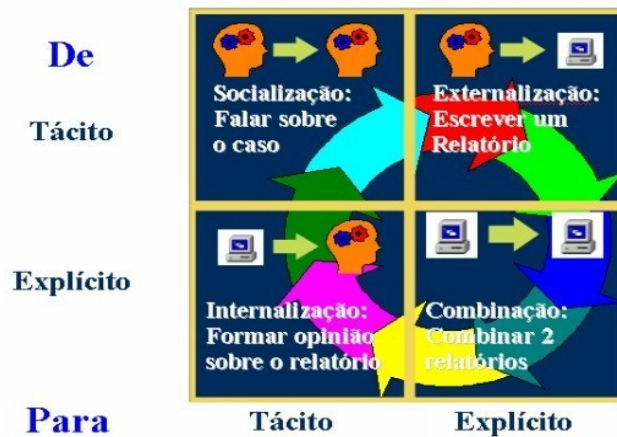 De
Tácito
Socialização:
Falar sobre
o caso
Externalização:
Escrever um
Relatório
Explícito
Internalização:
Formar opinião
sobre o relatório
Combinação:
Combinar 2
relatórios
Para
Tácito
Explícito